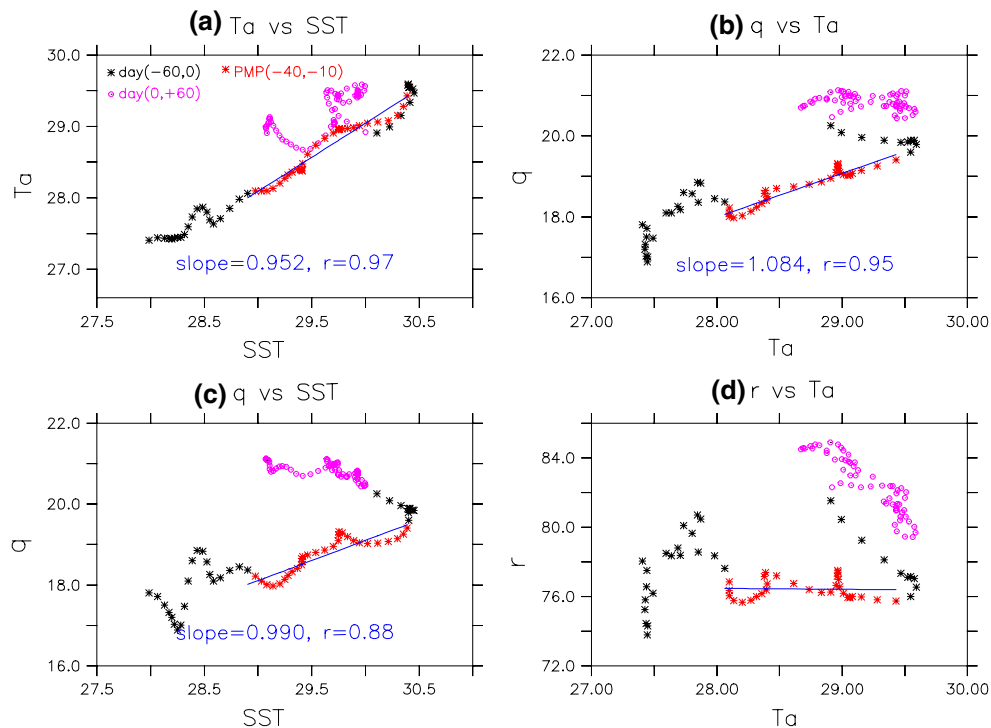 (a) Ta vs SST
day(−60,0) PMP(−40,−10)
day(0,+60)
30.0
29.0
28.0
27.0
Ta
slope=0.952, r=0.97
27.5 28.5 29.5 30.5
SST
(b) q vs Ta
22.0
20.0
18.0
16.0
q
slope=1.084, r=0.95
27.00 28.00 29.00 30.00
Ta
(c) q vs SST
22.0
20.0
18.0
16.0
q
slope=0.990, r=0.88
27.5 28.5 29.5 30.5
SST
(d) r vs Ta
84.0
80.0
76.0
72.0
r
27.00 28.00 29.00 30.00
Ta